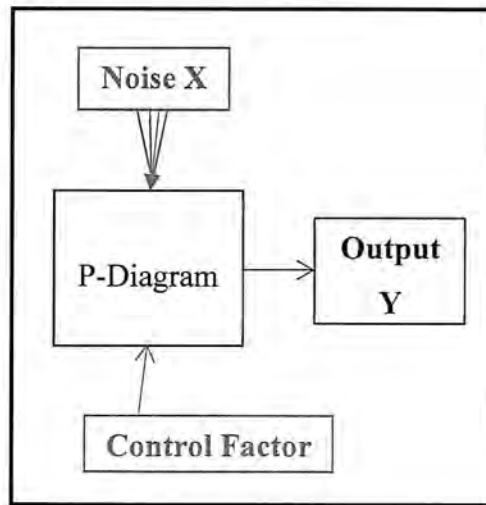 Noise X
P-Diagram
Output
Y
Control Factor